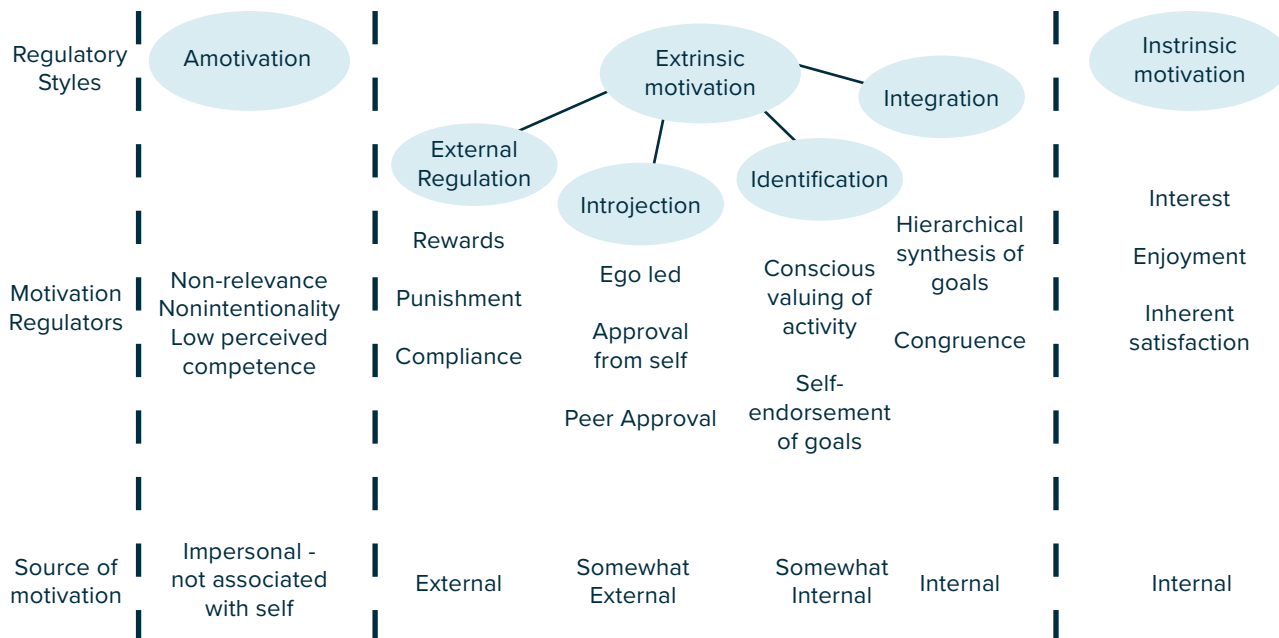 Regulatory
Styles
Amotivation
Extrinsic
motivation
External
Regulation
Introjection
Identification
Integration
Instrinsic
motivation
Motivation
Regulators
Non-relevance
Nonintentionality
Low perceived
competence
Rewards
Punishment
Compliance
Ego led
Approval
from self
Peer Approval
Conscious
valuing of
activity
Self-
endorsement
of goals
Hierarchical
synthesis of
goals
Congruence
Interest
Enjoyment
Inherent
satisfaction
Source of
motivation
Impersonal -
not associated
with self
External
Somewhat
External
Somewhat
Internal
Internal
Internal